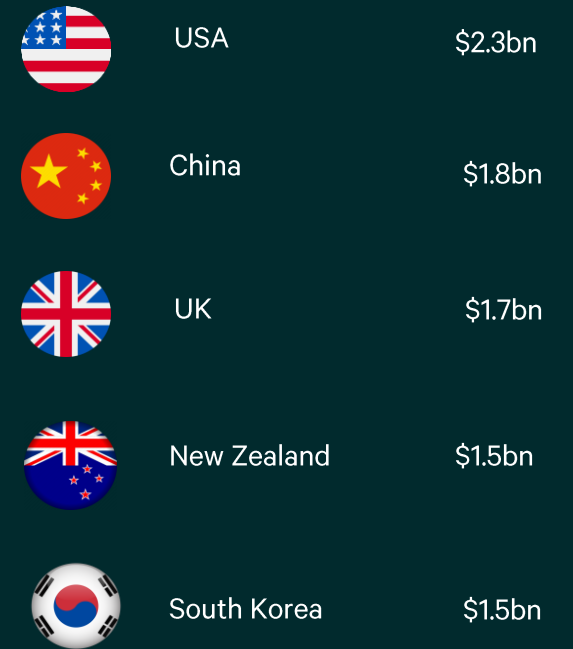 USA $2.3bn
China $1.8bn
UK $1.7bn
New Zealand $1.5bn
South Korea $1.5bn